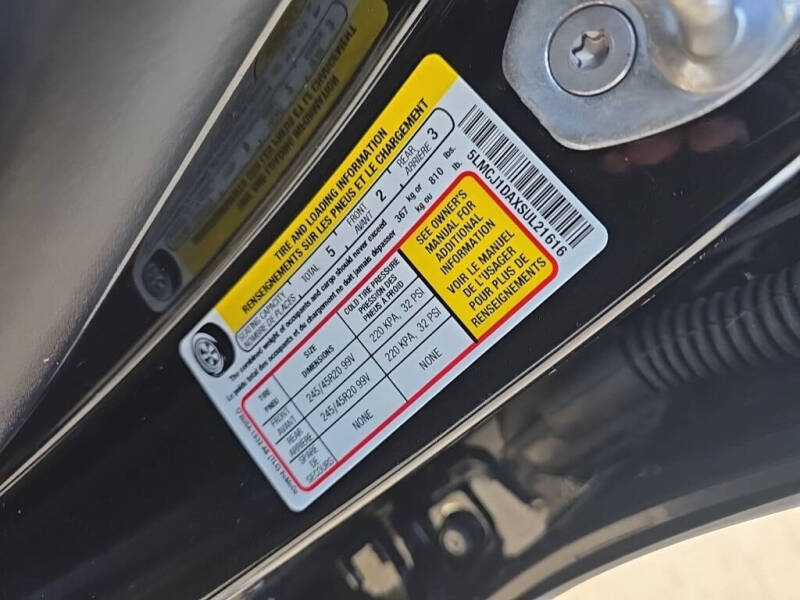 TIRE AND LOADING INFORMATION
RENSEIGNEMENTS SUR LES PNEUS ET LE CHARGEMENT
SEATING CAPACITY
NOMBRE DE PLACES
TOTAL 5
FRONT
AVANT 2
REAR
ARRIÈRE 3
The combined weight of occupants and cargo should never exceed 367 kg or 810 lbs.
Le poids total des occupants et du chargement ne doit jamais dépasser kg ou lb.
TIRE
PNEU
SIZE
DIMENSIONS
COLD TIRE PRESSURE
PRESSION DES
PNEUS A FROID
FRONT
AVANT
245/45R20 99V
220 KPA, 32 PSI
REAR
ARRIÈRE
245/45R20 99V
220 KPA, 32 PSI
SPARE
DE
SECOURS
NONE
NONE
SEE OWNER'S
MANUAL FOR
ADDITIONAL
INFORMATION
VOIR LE MANUEL
DE L'USAGER
POUR PLUS DE
RENSEIGNEMENTS
5LMCJ1DAXSUL21616